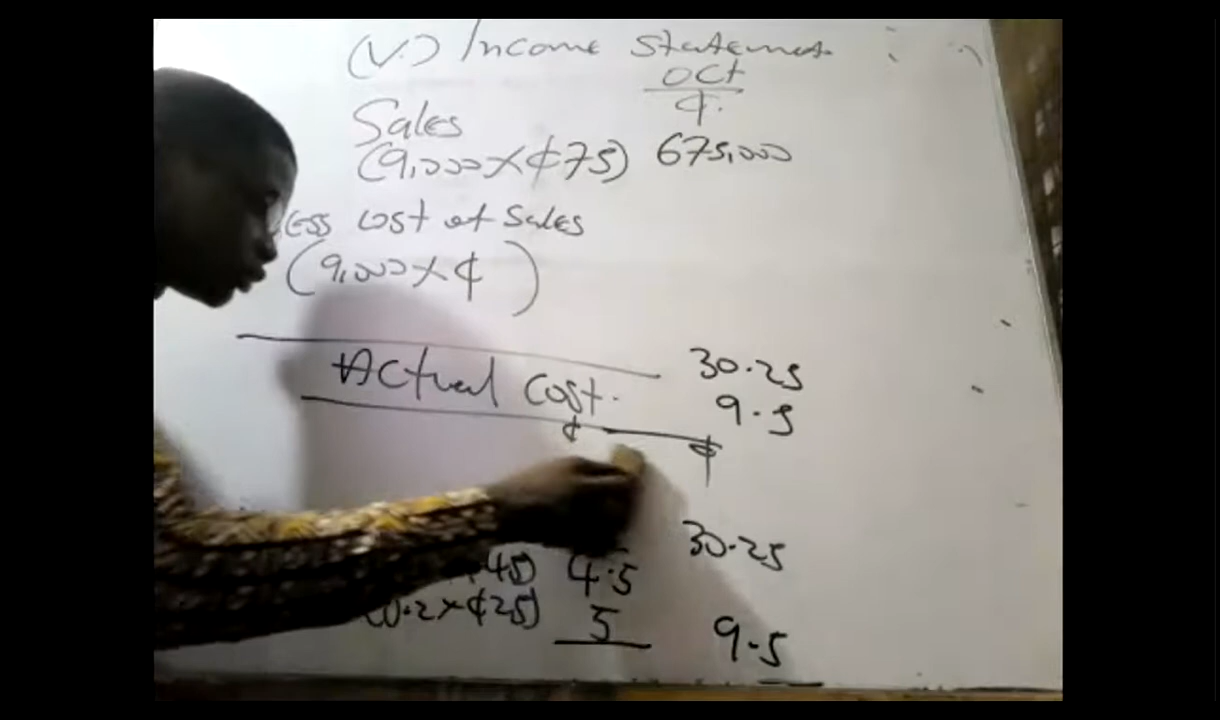 (V.) Income Statement :
Oct
¢.
Sales
(9,000 × ¢75) 675,000
ess cost of Sales
(9,000 × ¢ )
Actual Cost. 30.25
9.5
¢ ¢
30.25
45) 4.5
(0.2 × ¢25) 5 9.5